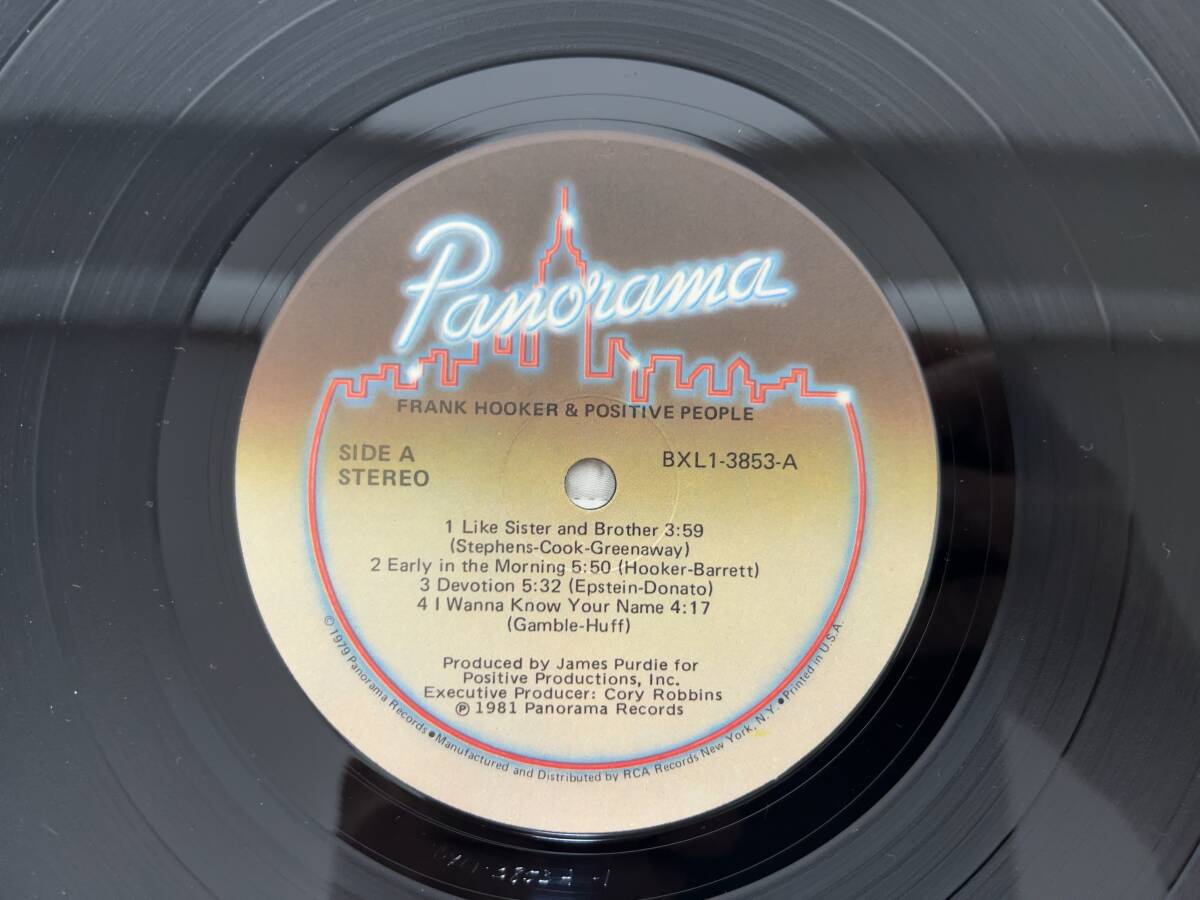 Panorama
FRANK HOOKER & POSITIVE PEOPLE
SIDE A
STEREO
BXL1-3853-A
1 Like Sister and Brother 3:59
(Stephens-Cook-Greenaway)
2 Early in the Morning 5:50 (Hooker-Barrett)
3 Devotion 5:32 (Epstein-Donato)
4 I Wanna Know Your Name 4:17
(Gamble-Huff)
Produced by James Purdie for
Positive Productions, Inc.
Executive Producer: Cory Robbins
℗ 1981 Panorama Records
© 1979 Panorama Records ● Manufactured and Distributed by RCA Records New York, N.Y. ● Printed in U.S.A.